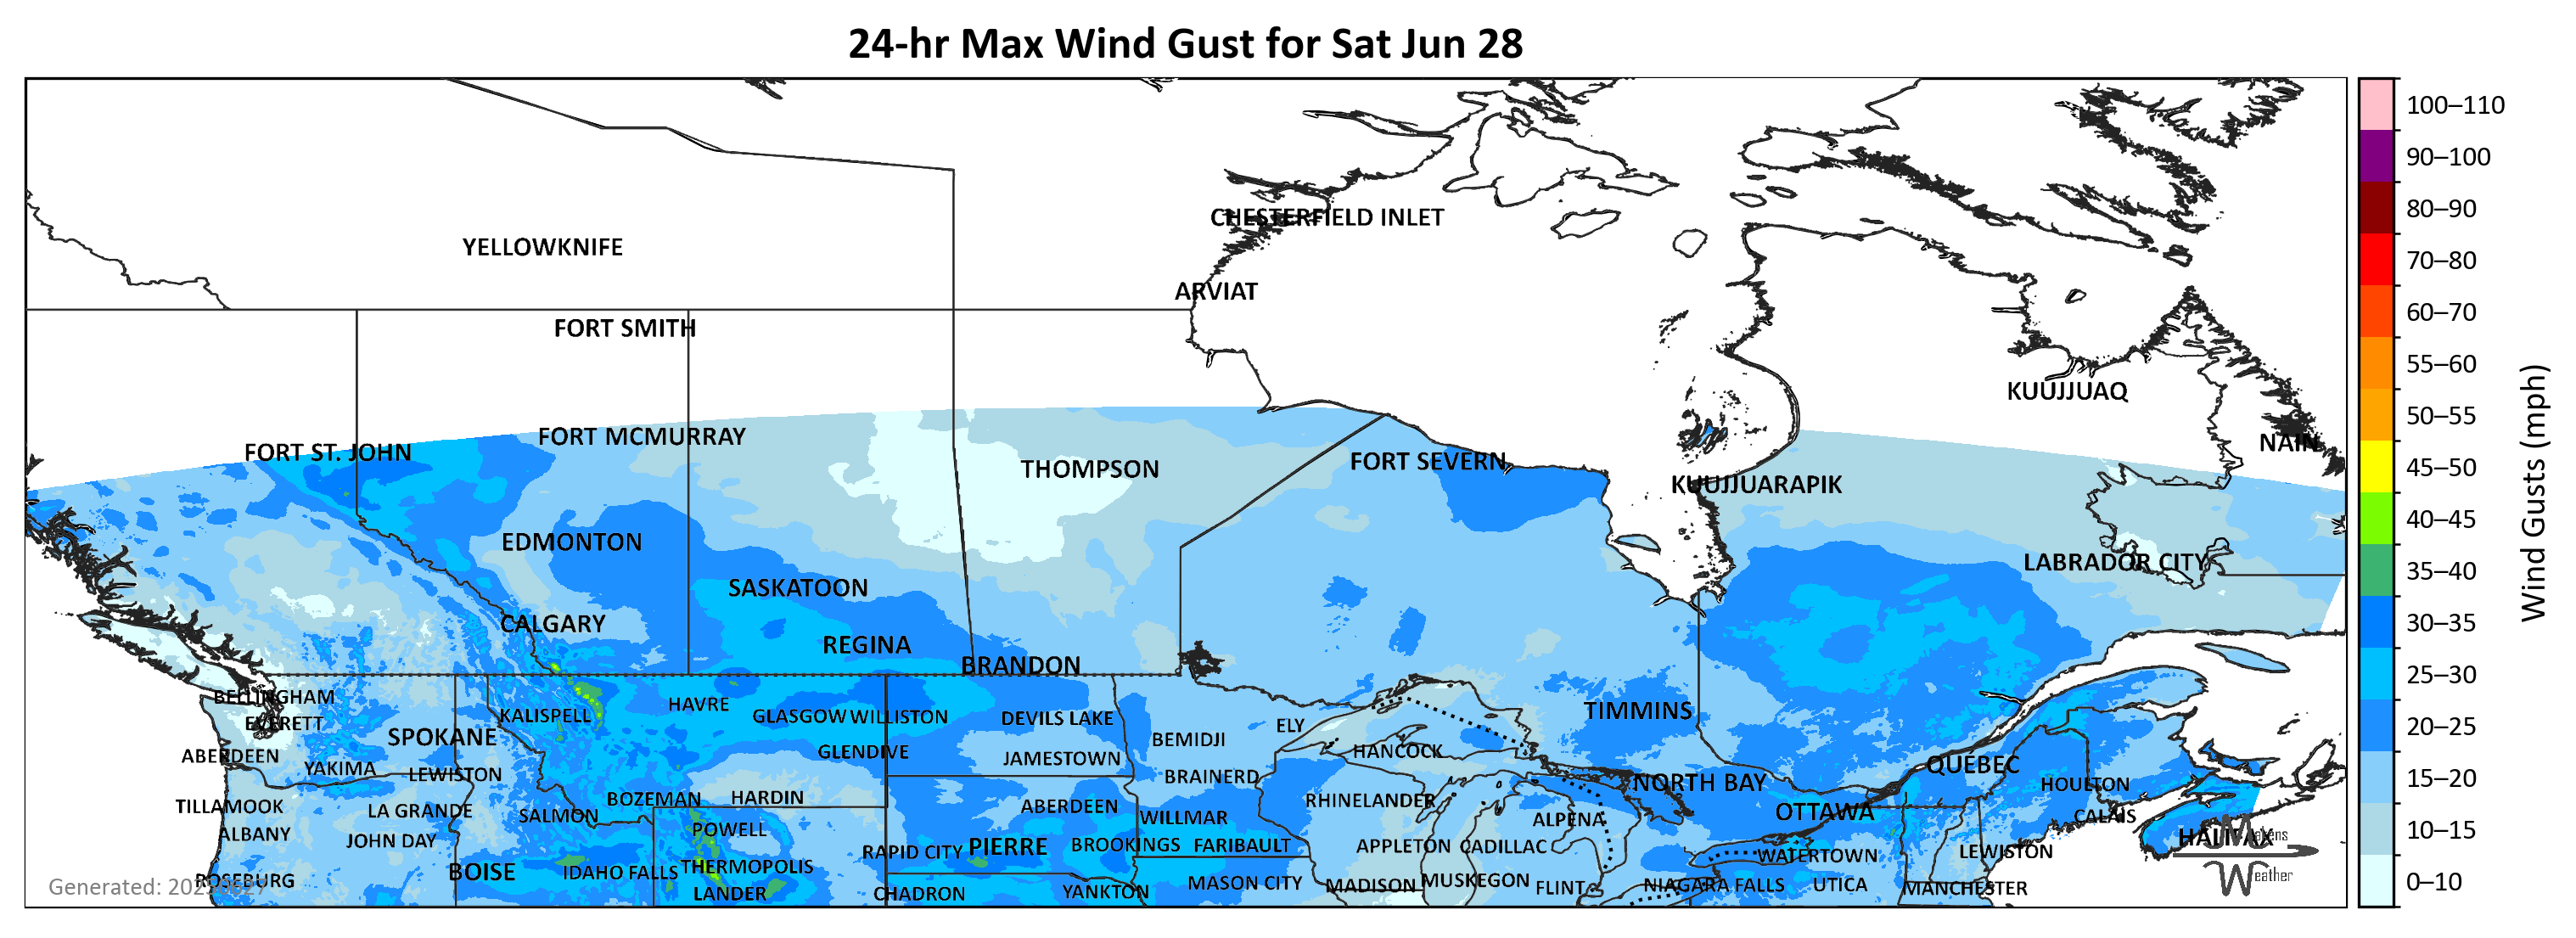 24-hr Max Wind Gust for Sat Jun 28
100–110
90–100
80–90
70–80
60–70
55–60
50–55
45–50
40–45
35–40
30–35
25–30
20–25
15–20
10–15
0–10
Wind Gusts (mph)
CHESTERFIELD INLET
YELLOWKNIFE
ARVIAT
FORT SMITH
KUUJJUAQ
FORT MCMURRAY
NAIN
FORT ST. JOHN
FORT SEVERN
THOMPSON
KUUJJUARAPIK
EDMONTON
LABRADOR CITY
SASKATOON
CALGARY
REGINA
BRANDON
BELLINGHAM
HAVRE
TIMMINS
KALISPELL
GLASGOW WILLISTON
DEVILS LAKE
EVERETT
ELY
SPOKANE
BEMIDJI
ABERDEEN
GLENDIVE
HANCOCK
JAMESTOWN
QUÉBEC
YAKIMA
LEWISTON
BRAINERD
NORTH BAY
HOULTON
BOZEMAN
HARDIN
RHINELANDER
TILLAMOOK
LA GRANDE
ABERDEEN
OTTAWA
SALMON
WILLMAR
ALPENA
CALAIS
ALBANY
POWELL
HALIFAX
Makens
JOHN DAY
RAPID CITY
PIERRE
BROOKINGS
FARIBAULT
APPLETON
CADILLAC
WATERTOWN
LEWISTON
BOISE
IDAHO FALLS
THERMOPOLIS
Weather
ROSEBURG
MASON CITY
MADISON
MUSKEGON
FLINT
NIAGARA FALLS
UTICA
MANCHESTER
LANDER
CHADRON
YANKTON
Generated: